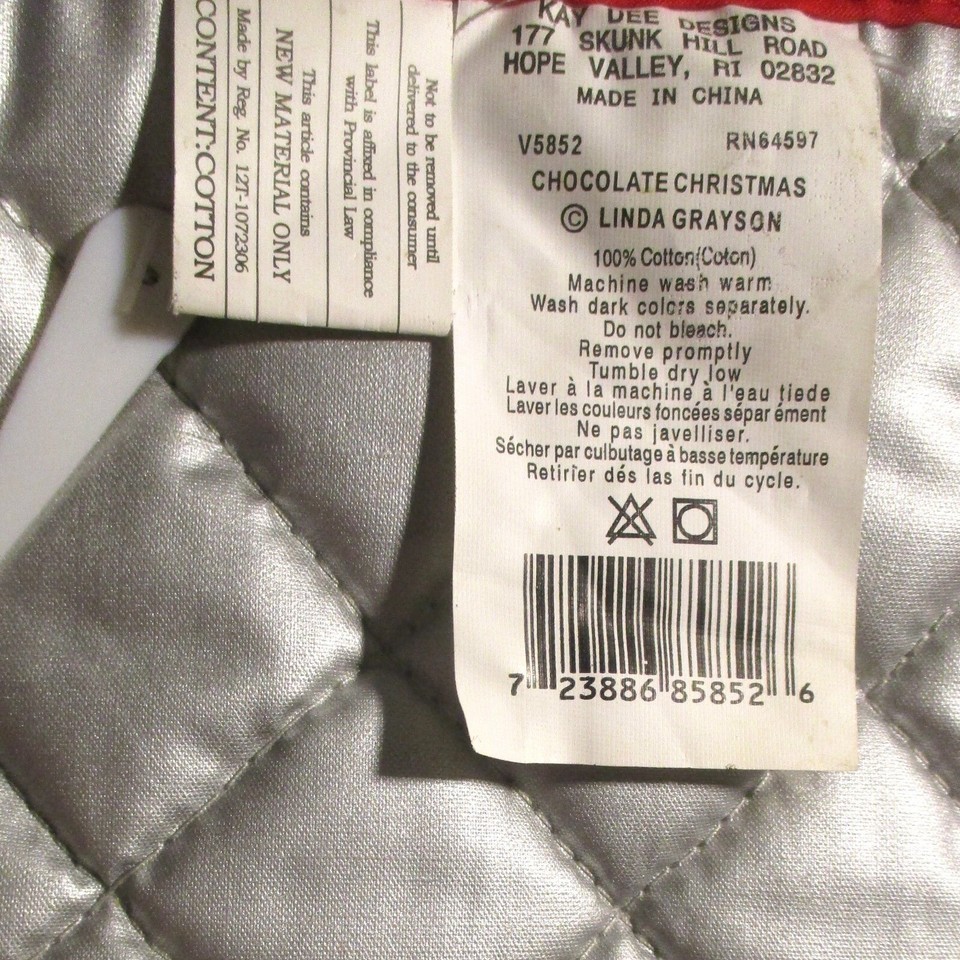 Not to be removed until
delivered to the consumer
This label is affixed in compliance
with Provincial Law
This article contains
NEW MATERIAL ONLY
Made by Reg. No. 12T-1072306
CONTENT:COTTON
KAY DEE DESIGNS
177 SKUNK HILL ROAD
HOPE VALLEY, RI 02832
MADE IN CHINA
V5852 RN64597
CHOCOLATE CHRISTMAS
© LINDA GRAYSON
100% Cotton(Coton)
Machine wash warm
Wash dark colors separately.
Do not bleach.
Remove promptly
Tumble dry low
Laver à la machine à l'eau tiede
Laver les couleurs foncées sépar ément
Ne pas javelliser.
Sécher par culbutage à basse température
Retirier dés las fin du cycle.
7 23886 85852 6